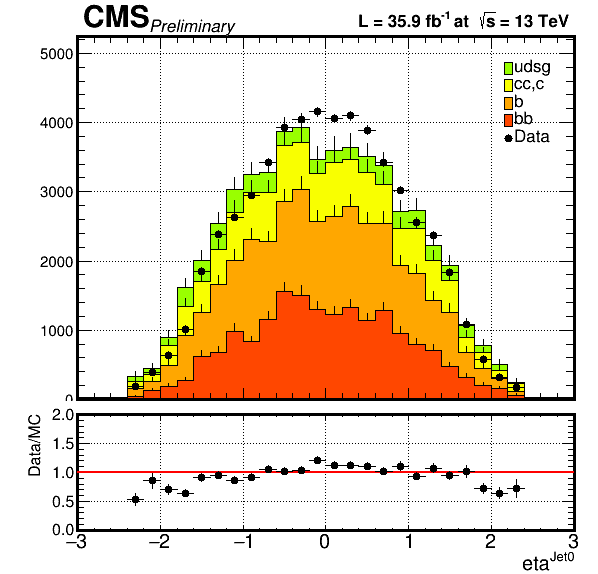 CMS Preliminary L = 35.9 fb⁻¹ at √s = 13 TeV
udsg
cc,c
b
bb
Data
5000
4000
3000
2000
1000
0
Data/MC
2.0
1.5
1.0
0.5
0.0
−3 −2 −1 0 1 2 3
eta^Jet0